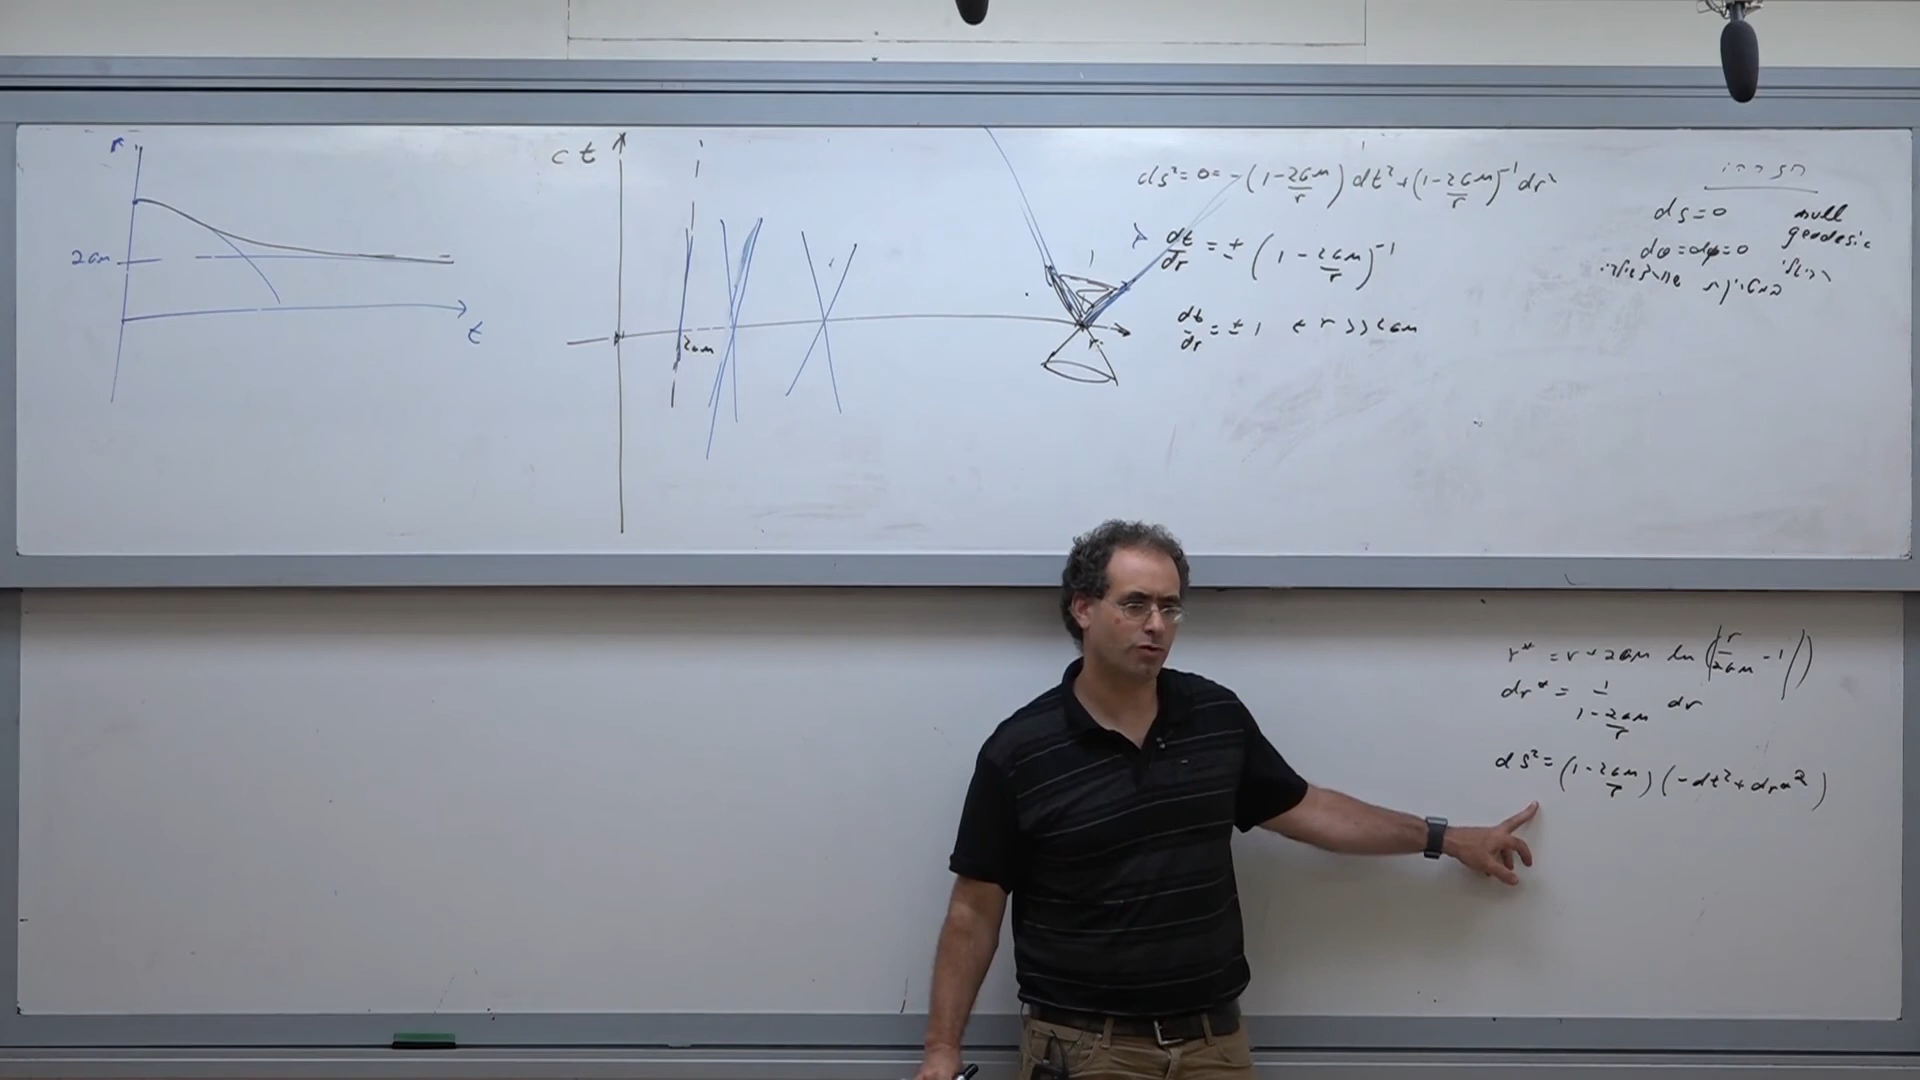 r
2GM
t
ct
2GM
r
ds²=0=-(1-2GM/r)dt²+(1-2GM/r)⁻¹dr²
dt/dr=±(1-2GM/r)⁻¹
dt/dr=±1 ← r>>2GM
ds=0 null geodesic
dθ=dφ=0
r*=r+2GM ln(|r/2GM-1|)
dr*=1/(1-2GM/r) dr
ds²=(1-2GM/r)(-dt²+dr*²)